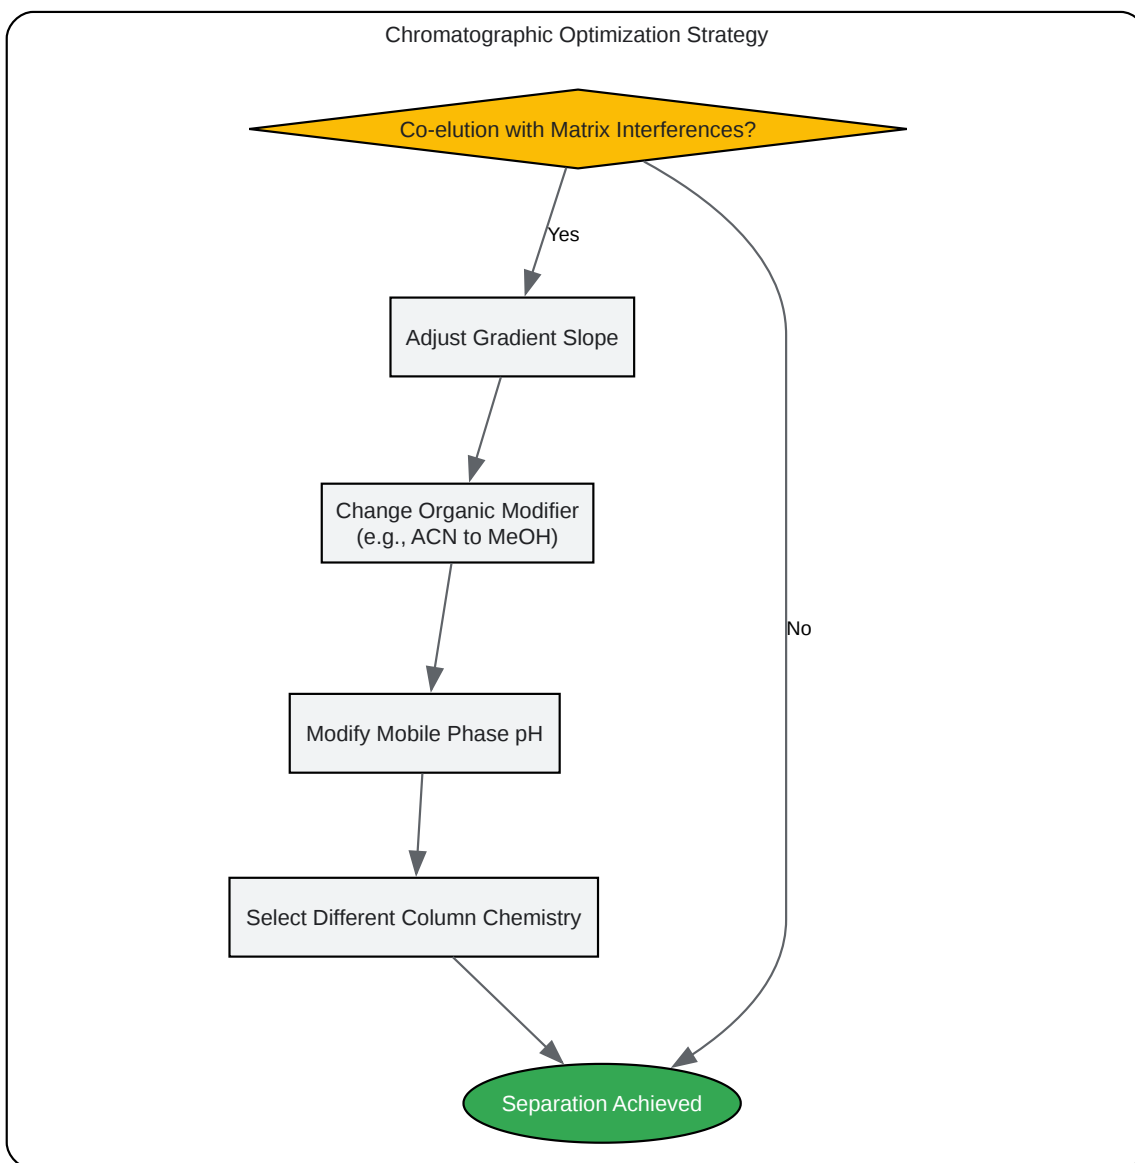 Chromatographic Optimization Strategy
Co-elution with Matrix Interferences?
Yes
Adjust Gradient Slope
Change Organic Modifier
(e.g., ACN to MeOH)
No
Modify Mobile Phase pH
Select Different Column Chemistry
Separation Achieved